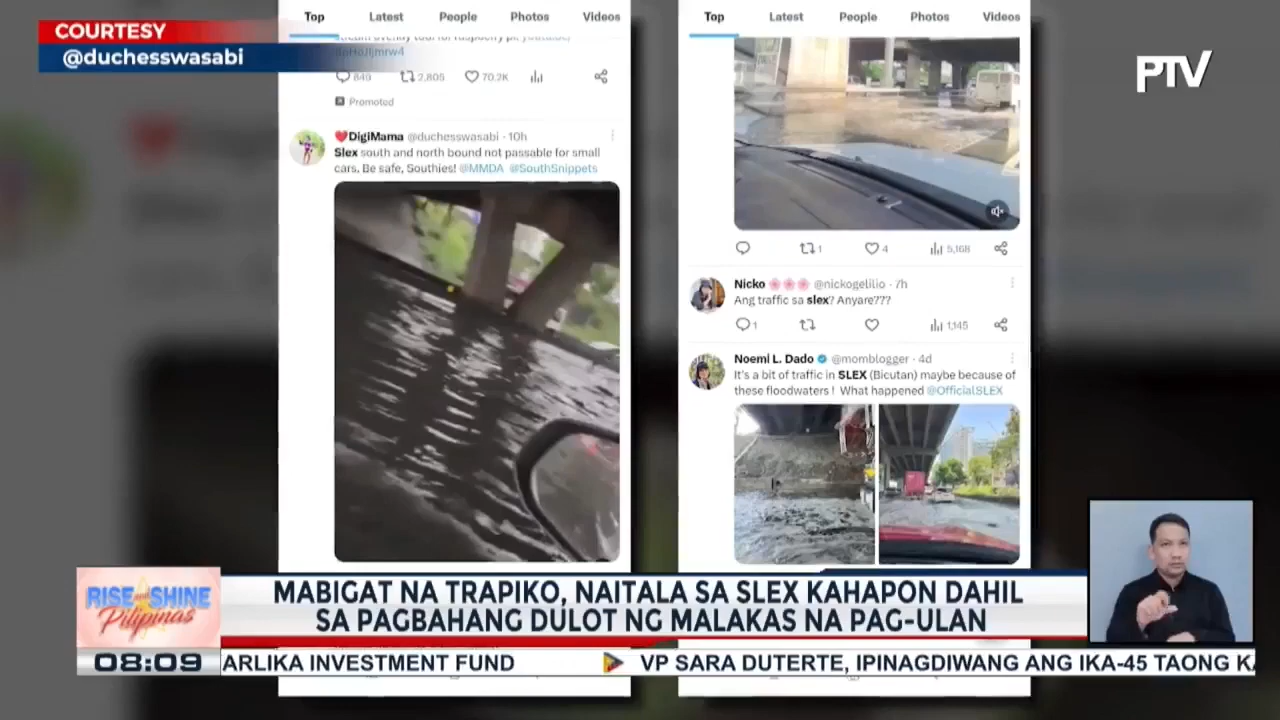 COURTESY
@duchesswasabi
PTV
Top Latest People Photos Videos
849 2,805 70.2K
Promoted
❤️DigiMama @duchesswasabi · 10h
Slex south and north bound not passable for small
cars. Be safe, Southies! @MMDA @SouthSnippets
Top Latest People Photos Videos
1 4 5,168
Nicko 🌸🌸🌸 @nickogelilio · 7h
Ang traffic sa slex? Anyare???
1 1,145
Noemi L. Dado @momblogger · 4d
It's a bit of traffic in SLEX (Bicutan) maybe because of
these floodwaters ! What happened @OfficialSLEX
RISE and SHINE
Pilipinas
MABIGAT NA TRAPIKO, NAITALA SA SLEX KAHAPON DAHIL
SA PAGBAHANG DULOT NG MALAKAS NA PAG-ULAN
08:09
ARLIKA INVESTMENT FUND VP SARA DUTERTE, IPINAGDIWANG ANG IKA-45 TAONG KA